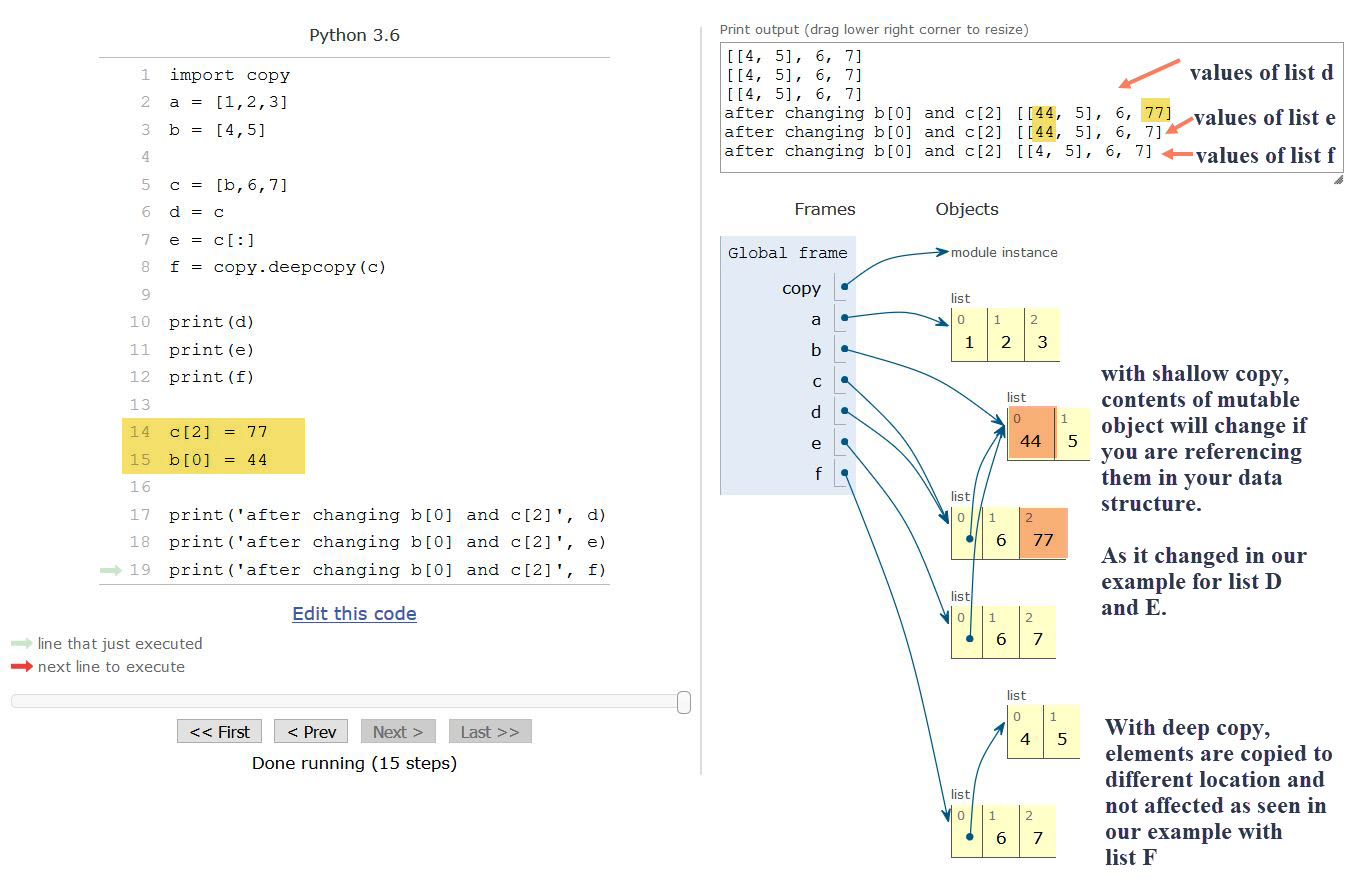 Python 3.6
1 import copy
2 a = [1,2,3]
3 b = [4,5]
4
5 c = [b,6,7]
6 d = c
7 e = c[:]
8 f = copy.deepcopy(c)
9
10 print(d)
11 print(e)
12 print(f)
13
14 c[2] = 77
15 b[0] = 44
16
17 print('after changing b[0] and c[2]', d)
18 print('after changing b[0] and c[2]', e)
19 print('after changing b[0] and c[2]', f)
Edit this code
line that just executed
next line to execute
<< First < Prev Next > Last >>
Done running (15 steps)
Print output (drag lower right corner to resize)
[[4, 5], 6, 7]
[[4, 5], 6, 7]
[[4, 5], 6, 7]
after changing b[0] and c[2] [[44, 5], 6, 77]
after changing b[0] and c[2] [[44, 5], 6, 7]
after changing b[0] and c[2] [[4, 5], 6, 7]
values of list d
values of list e
values of list f
Frames Objects
Global frame
copy
a
b
c
d
e
f
module instance
list
0 1 2
1 2 3
list
0 1
44 5
list
0 1 2
6 77
list
0 1 2
6 7
list
0 1
4 5
list
0 1 2
6 7
with shallow copy,
contents of mutable
object will change if
you are referencing
them in your data
structure.
As it changed in our
example for list D
and E.
With deep copy,
elements are copied to
different location and
not affected as seen in
our example with
list F